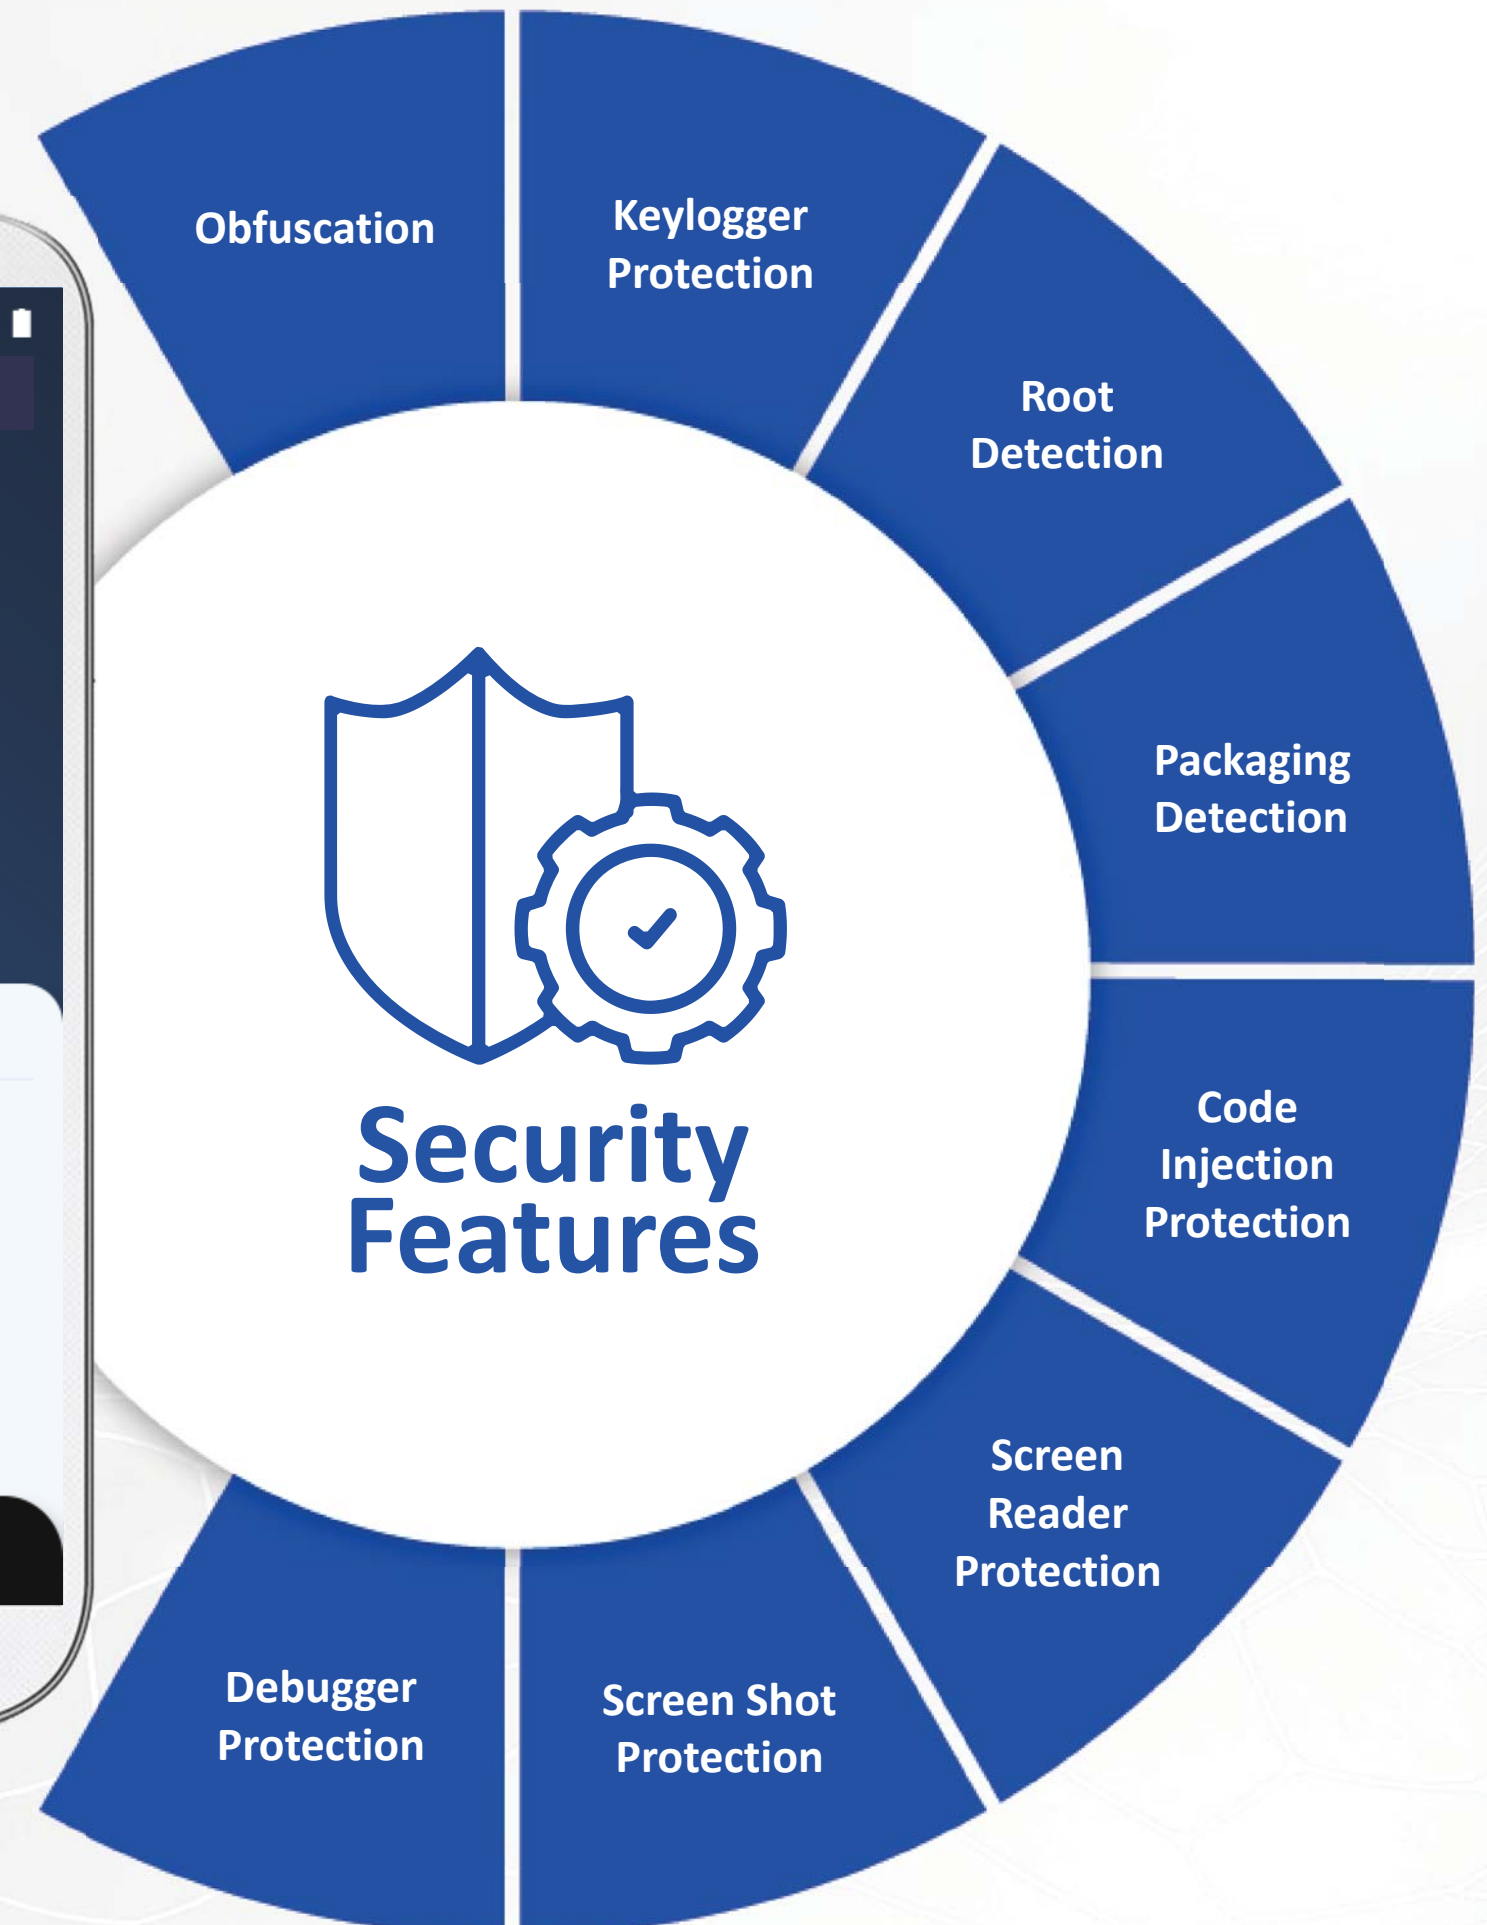 Obfuscation
Keylogger
Protection
Root
Detection
Packaging
Detection
Code
Injection
Protection
Screen
Reader
Protection
Screen Shot
Protection
Debugger
Protection
Security
Features